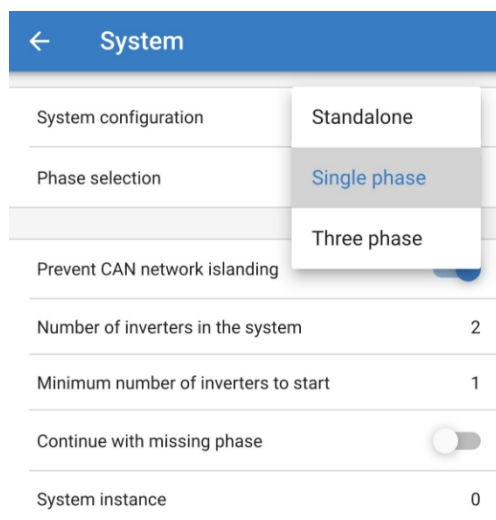 System
System configuration
Standalone
Phase selection
Single phase
Three phase
Prevent CAN network islanding
Number of inverters in the system 2
Minimum number of inverters to start 1
Continue with missing phase
System instance 0